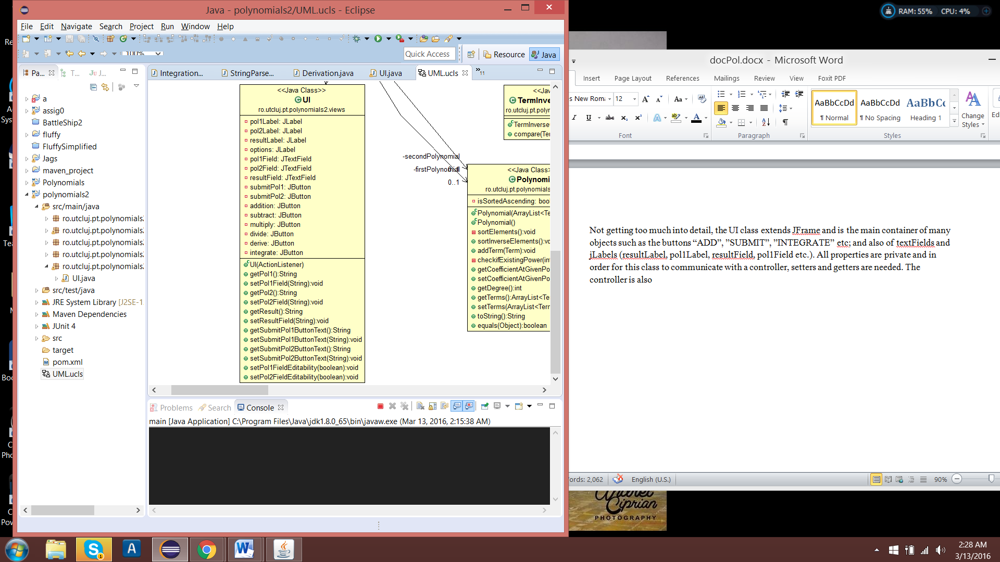 Java - polynomials2/UML.ucls - Eclipse
File Edit Navigate Search Project Run Window Help
100%
Quick Access
Resource
Java
Pa...
T...
J...
Integration...
StringParse...
Derivation.java
UI.java
UML.ucls
11
a
assig0
BattleShip2
fluffy
FluffySimplified
Jags
maven_project
Polynomials
polynomials2
src/main/java
ro.utcluj.pt.polynomials
ro.utcluj.pt.polynomials
ro.utcluj.pt.polynomials
ro.utcluj.pt.polynomials
ro.utcluj.pt.polynomials
UI.java
src/test/java
JRE System Library [J2SE-1
Maven Dependencies
JUnit 4
src
target
pom.xml
UML.ucls
<<Java Class>>
UI
ro.utcluj.pt.polynomials2.views
pol1Label: JLabel
pol2Label: JLabel
resultLabel: JLabel
options: JLabel
pol1Field: JTextField
pol2Field: JTextField
resultField: JTextField
submitPol1: JButton
submitPol2: JButton
addition: JButton
subtract: JButton
multiply: JButton
divide: JButton
derive: JButton
integrate: JButton
UI(ActionListener)
getPol1():String
setPol1Field(String):void
getPol2():String
setPol2Field(String):void
getResult():String
setResultField(String):void
getSubmitPol1ButtonText():String
setSubmitPol1ButtonText(String):void
getSubmitPol2ButtonText():String
setSubmitPol2ButtonText(String):void
setPol1FieldEditability(boolean):void
setPol2FieldEditability(boolean):void
-secondPolynomial
-firstPolynomial
0..1
0..1
<<Jav
TermInver
ro.utcluj.pt.polyn
TermInverse
compare(Ter
<<Java Class>
Polynomi
ro.utcluj.pt.polynomials
isSortedAscending: boo
Polynomial(ArrayList<Te
Polynomial()
sortElements():void
sortInverseElements():vo
addTerm(Term):void
checkifExistingPower(int
getCoefficientAtGivenPo
setCoefficientAtGivenPo
getDegree():int
getTerms():ArrayList<Te
setTerms(ArrayList<Terr
toString():String
equals(Object):boolean
Problems
Search
Console
main [Java Application] C:\Program Files\Java\jdk1.8.0_65\bin\javaw.exe (Mar 13, 2016, 2:15:38 AM)
RAM: 55% CPU: 4%
docPol.docx - Microsoft Word
Insert Page Layout References Mailings Review View Foxit PDF
s New Roma
12
AaBbCcDd AaBbCcDd AaBbCc
¶ Normal ¶ No Spacing Heading 1
Change Styles
Ed
Font Paragraph Styles
Not getting too much into detail, the UI class extends JFrame and is the main container of many
objects such as the buttons “ADD”, ”SUBMIT”, ”INTEGRATE” etc; and also of textFields and
jLabels (resultLabel, pol1Label, resultField, pol1Field etc.). All properties are private and in
order for this class to communicate with a controller, setters and getters are needed. The
controller is also
ords: 2,062
English (U.S.)
90%
Ciprian
PHOTOGRAPHY
2:28 AM
3/13/2016